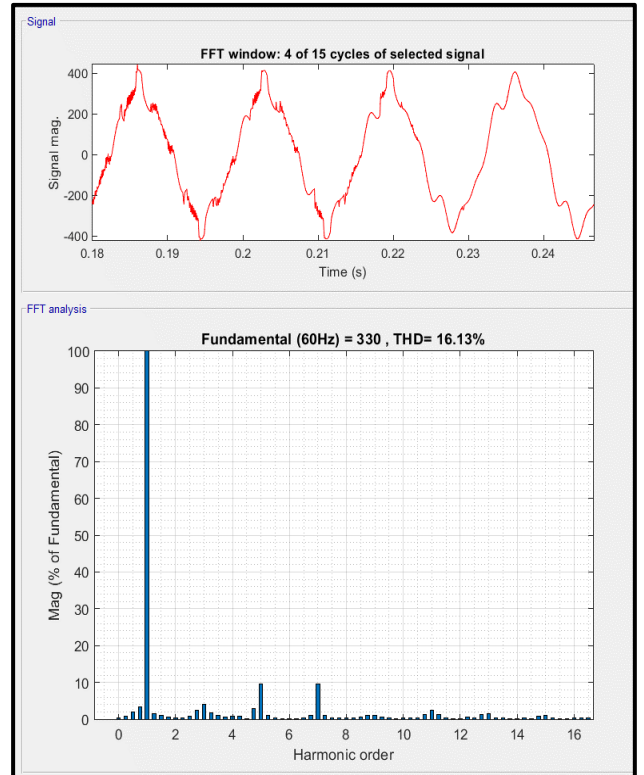 Signal
FFT window: 4 of 15 cycles of selected signal
400
200
0
-200
-400
Signal mag.
0.18 0.19 0.2 0.21 0.22 0.23 0.24
Time (s)
FFT analysis
Fundamental (60Hz) = 330 , THD= 16.13%
100
90
80
70
60
50
40
30
20
10
0
Mag (% of Fundamental)
0 2 4 6 8 10 12 14 16
Harmonic order